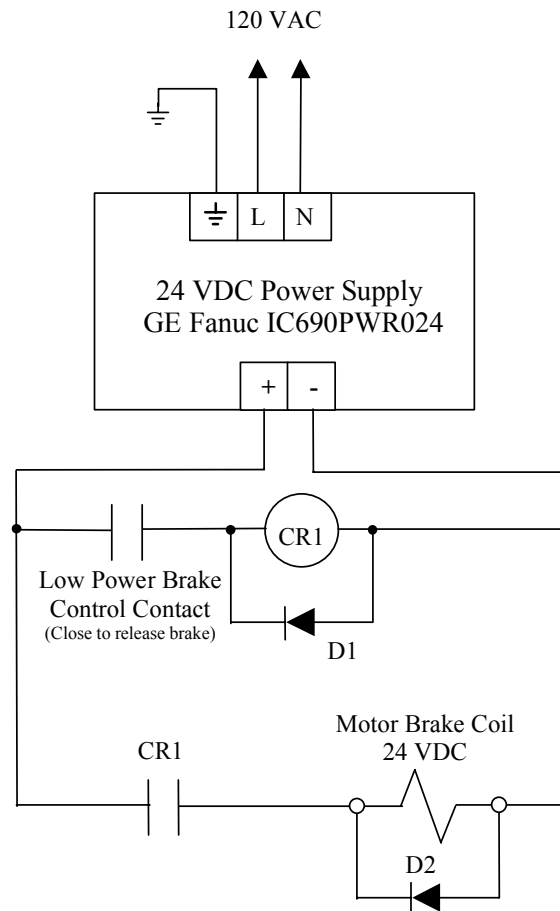 120 VAC
L
N
24 VDC Power Supply
GE Fanuc IC690PWR024
+
-
CR1
Low Power Brake
Control Contact
(Close to release brake)
D1
CR1
Motor Brake Coil
24 VDC
D2